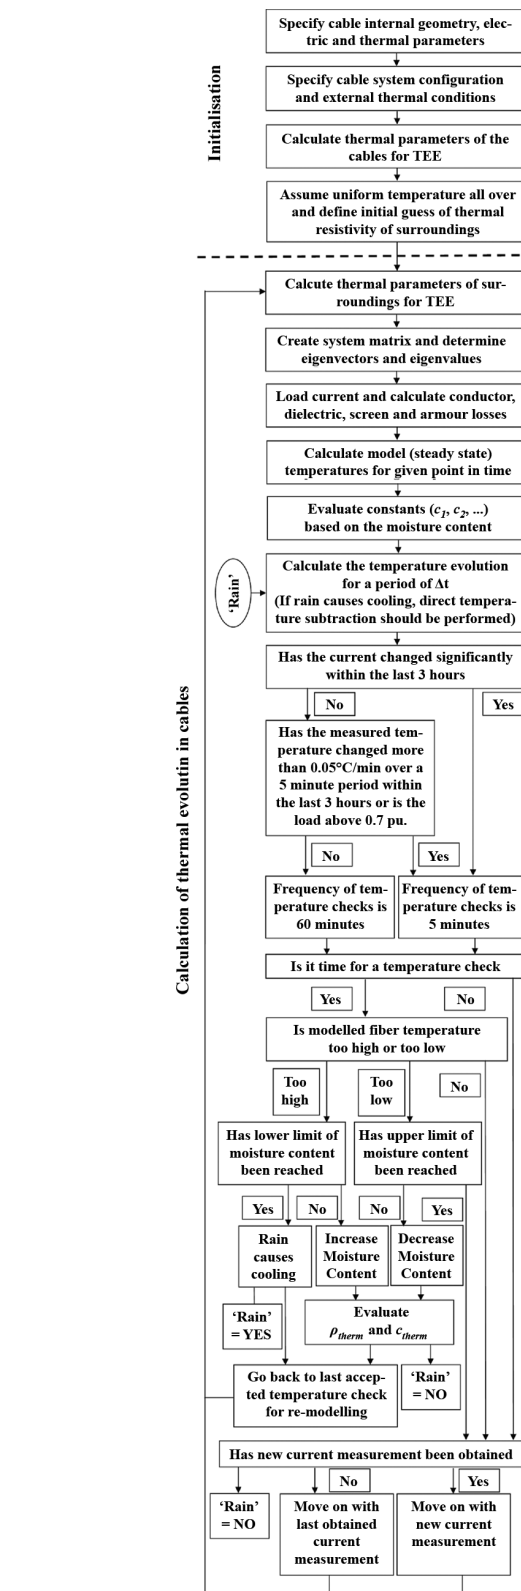 Specify cable internal geometry, elec-
tric and thermal parameters
Initialisation
Specify cable system configuration
and external thermal conditions
Calculate thermal parameters of the
cables for TEE
Assume uniform temperature all over
and define initial guess of thermal
resistivity of surroundings
Calcute thermal parameters of sur-
roundings for TEE
Create system matrix and determine
eigenvectors and eigenvalues
Load current and calculate conductor,
dielectric, screen and armour losses
Calculate model (steady state)
temperatures for given point in time
Evaluate constants (c1, c2, ...)
based on the moisture content
Calculate the temperature evolution
for a period of Δt
(If rain causes cooling, direct tempera-
ture subtraction should be performed)
‘Rain’
Has the current changed significantly
within the last 3 hours
No
Yes
Calculation of thermal evolutin in cables
Has the measured tem-
perature changed more
than 0.05°C/min over a
5 minute period within
the last 3 hours or is the
load above 0.7 pu.
No
Yes
Frequency of tem-
perature checks is
60 minutes
Frequency of tem-
perature checks is
5 minutes
Is it time for a temperature check
Yes
No
Is modelled fiber temperature
too high or too low
Too
high
Too
low
No
Has lower limit of
moisture content
been reached
Has upper limit of
moisture content
been reached
Yes
No
No
Yes
Rain
causes
cooling
Increase
Moisture
Content
Decrease
Moisture
Content
‘Rain’
= YES
Evaluate
ρtherm and ctherm
Go back to last accep-
ted temperature check
for re-modelling
‘Rain’
= NO
Has new current measurement been obtained
No
Yes
‘Rain’
= NO
Move on with
last obtained
current
measurement
Move on with
new current
measurement